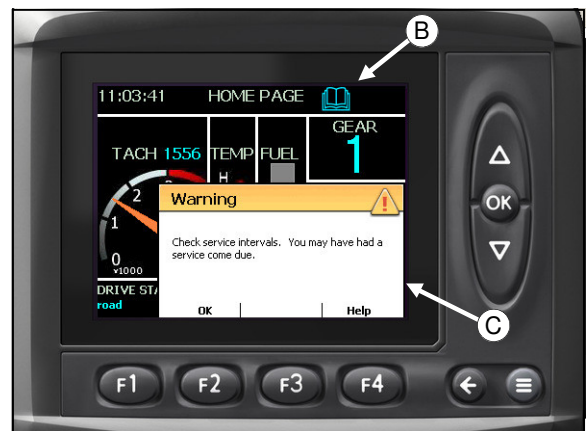 B
11:03:41 HOME PAGE
GEAR
1
TACH 1556 TEMP FUEL
H
2
Warning
1
Check service intervals. You may have had a
service come due.
0
x1000
DRIVE
road
OK Help
C
OK
F1 F2 F3 F4